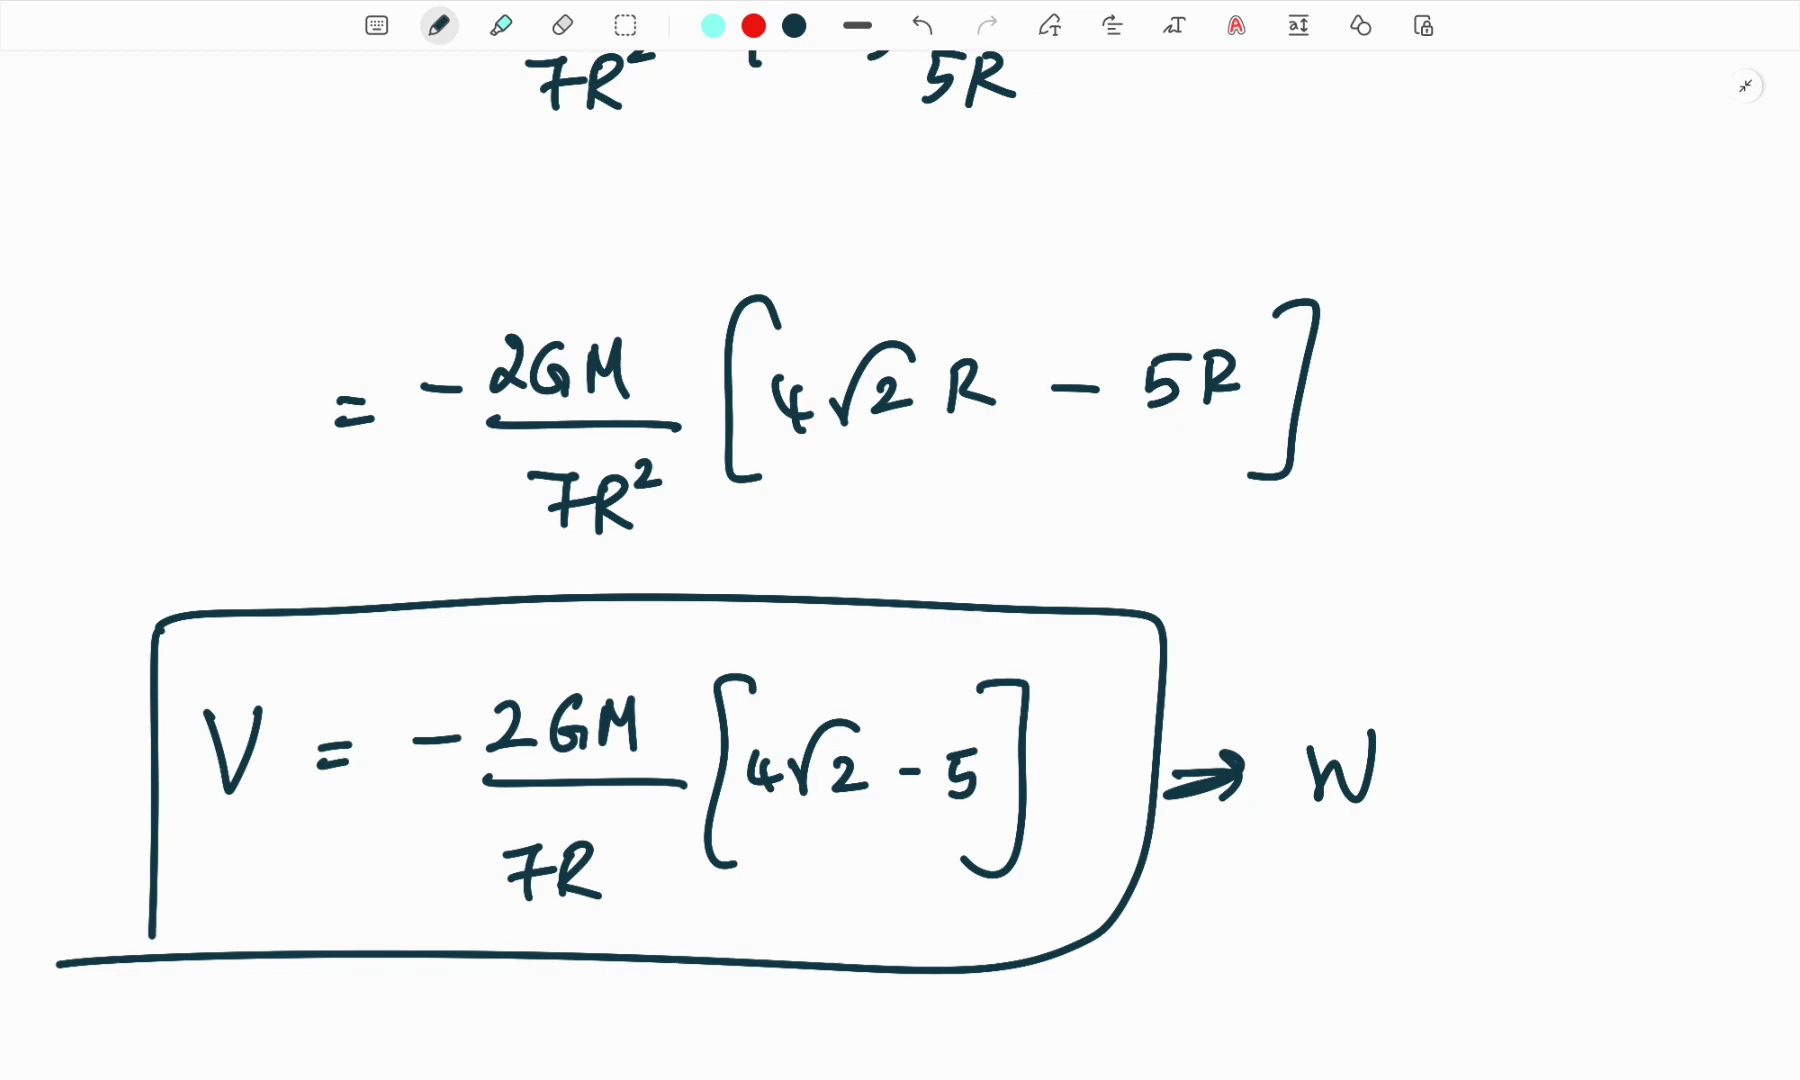 7R² 5R
= - 2GM / 7R² [4√2 R - 5R]
V = - 2GM / 7R [4√2 - 5] → W